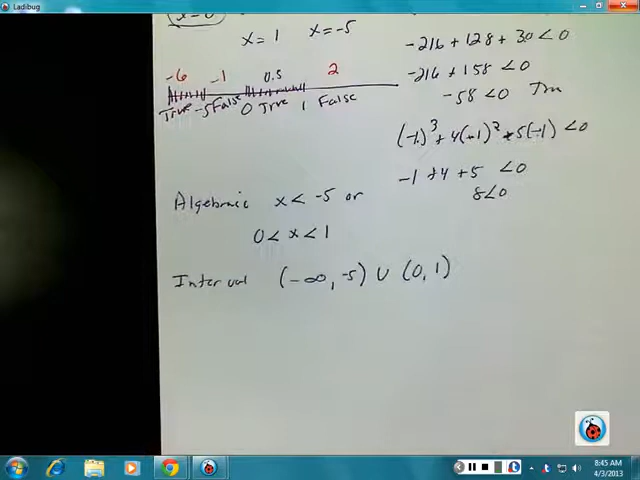 Ladibug
x=0
x=1 x=-5
-216+128+30<0
-216+158<0
-58<0 True
-6 -1 0.5 2
True -5 False 0 True 1 False
(-1)³+4(-1)²-5(-1)<0
-1+4+5<0
8<0
Algebraic x<-5 or
0<x<1
Interval (-∞,-5) ∪ (0,1)
8:45 AM
4/3/2013